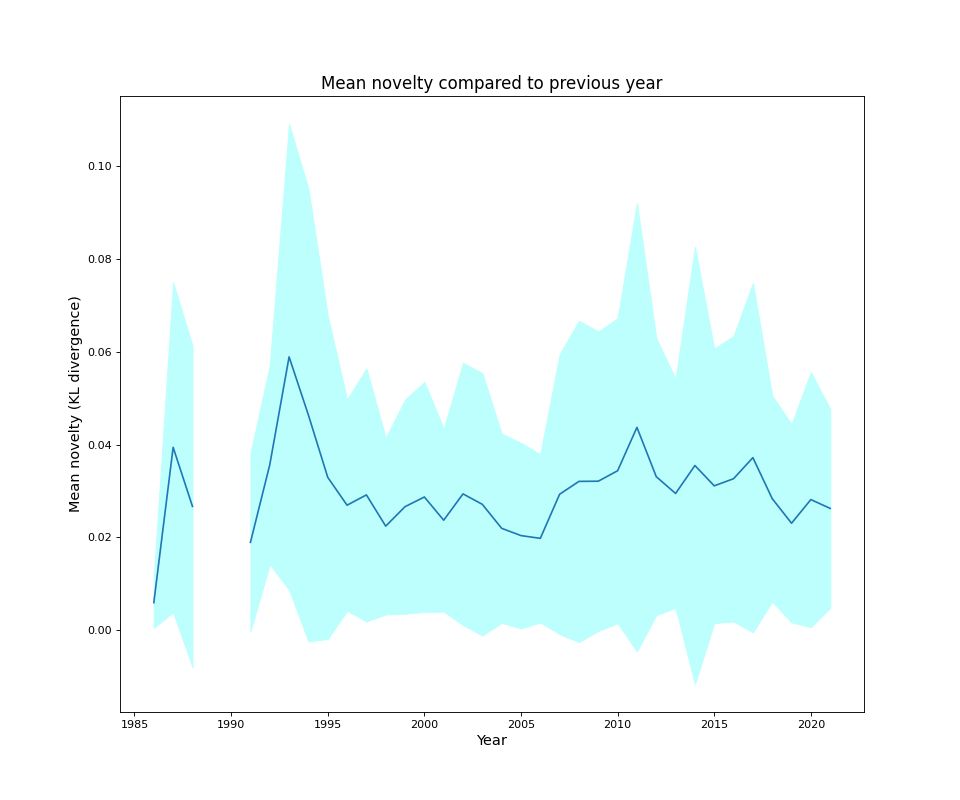 Mean novelty compared to previous year
0.10
0.08
0.06
0.04
0.02
0.00
Mean novelty (KL divergence)
1985 1990 1995 2000 2005 2010 2015 2020
Year